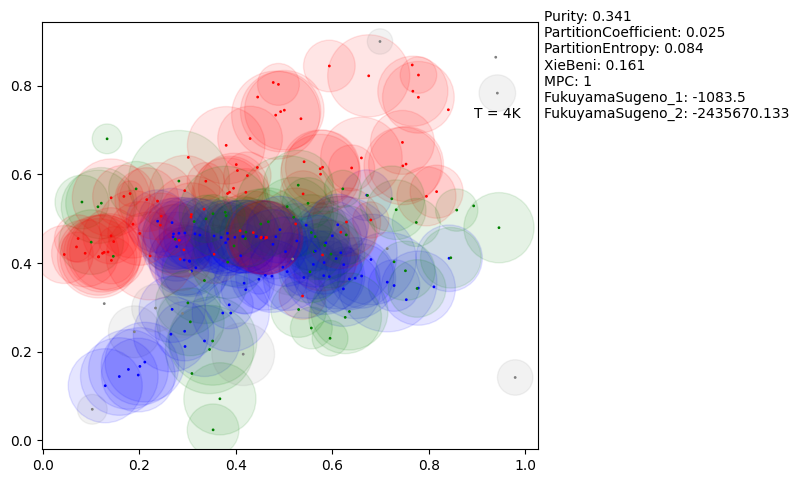 Purity: 0.341
PartitionCoefficient: 0.025
PartitionEntropy: 0.084
XieBeni: 0.161
MPC: 1
FukuyamaSugeno_1: -1083.5
FukuyamaSugeno_2: -2435670.133
T = 4K
0.8
0.6
0.4
0.2
0.0
0.0 0.2 0.4 0.6 0.8 1.0